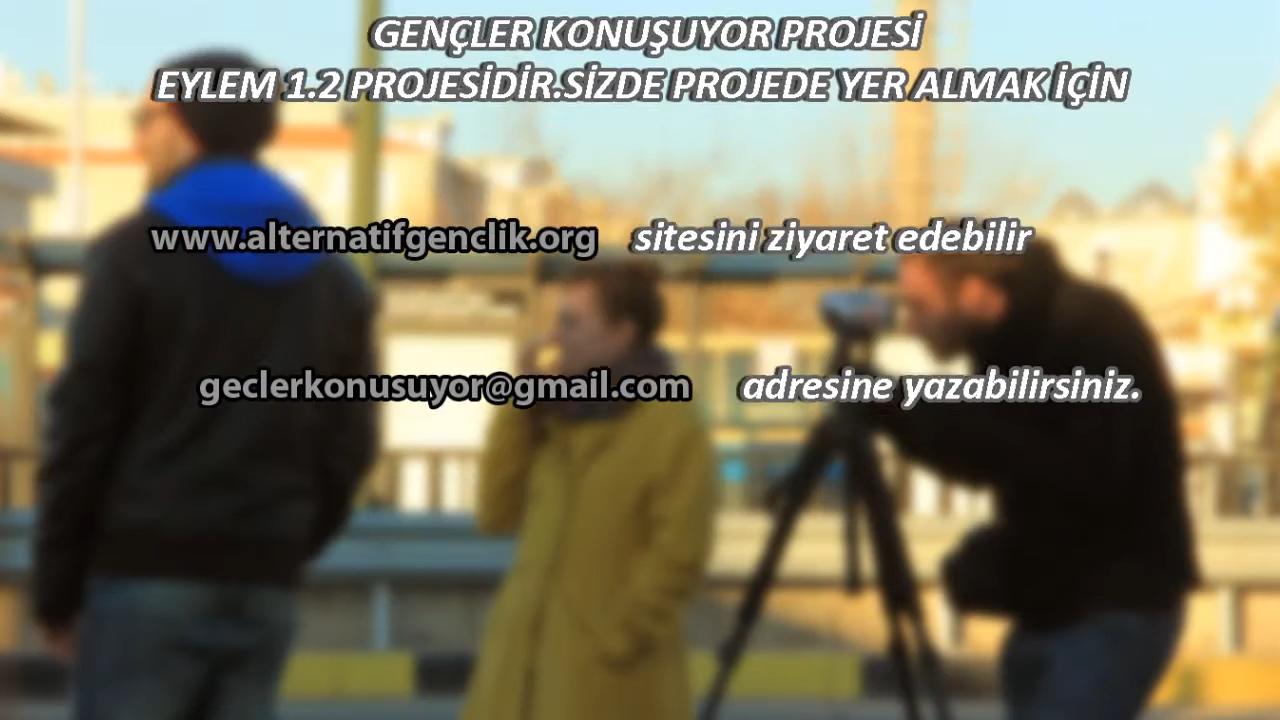 GENÇLER KONUŞUYOR PROJESİ
EYLEM 1.2 PROJESİDİR.SİZDE PROJEDE YER ALMAK İÇİN
www.alternatifgenclik.org sitesini ziyaret edebilir
geclerkonusuyor@gmail.com adresine yazabilirsiniz.